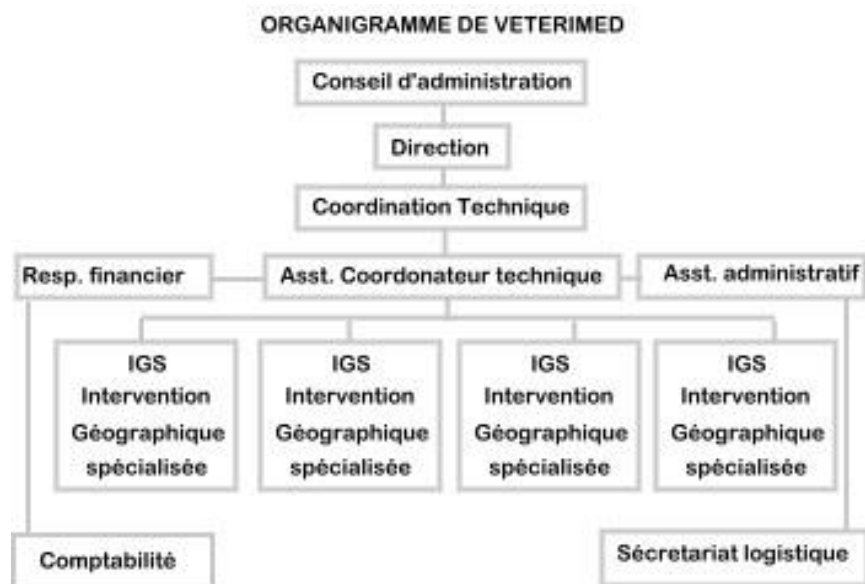 ORGANIGRAMME DE VETERIMED
Conseil d'administration
Direction
Coordination Technique
Resp. financier
Asst. Coordonateur technique
Asst. administratif
IGS
Intervention
Géographique
spécialisée
IGS
Intervention
Géographique
spécialisée
IGS
Intervention
Géographique
spécialisée
IGS
Intervention
Géographique
spécialisée
Comptabilité
Sécretariat logistique